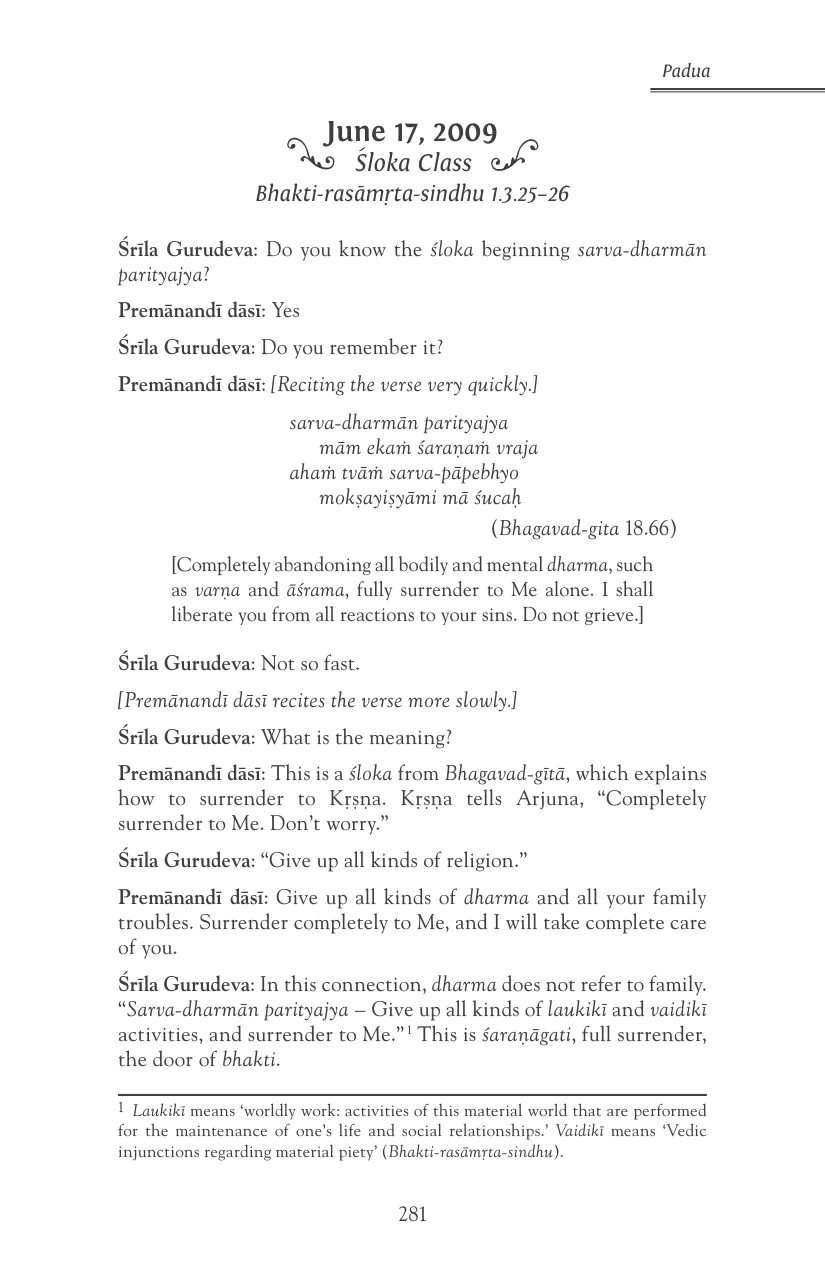 Padua
June 17, 2009
Śloka Class
Bhakti-rasāmṛta-sindhu 1.3.25–26
Śrīla Gurudeva: Do you know the śloka beginning sarva-dharmān
parityajya?
Premānandī dāsī: Yes
Śrīla Gurudeva: Do you remember it?
Premānandī dāsī: [Reciting the verse very quickly.]
sarva-dharmān parityajya
mām ekaṁ śaraṇaṁ vraja
ahaṁ tvāṁ sarva-pāpebhyo
mokṣayiṣyāmi mā śucaḥ
(Bhagavad-gita 18.66)
[Completely abandoning all bodily and mental dharma, such
as varṇa and āśrama, fully surrender to Me alone. I shall
liberate you from all reactions to your sins. Do not grieve.]
Śrīla Gurudeva: Not so fast.
[Premānandī dāsī recites the verse more slowly.]
Śrīla Gurudeva: What is the meaning?
Premānandī dāsī: This is a śloka from Bhagavad-gītā, which explains
how to surrender to Kṛṣṇa. Kṛṣṇa tells Arjuna, “Completely
surrender to Me. Don’t worry.”
Śrīla Gurudeva: “Give up all kinds of religion.”
Premānandī dāsī: Give up all kinds of dharma and all your family
troubles. Surrender completely to Me, and I will take complete care
of you.
Śrīla Gurudeva: In this connection, dharma does not refer to family.
“Sarva-dharmān parityajya – Give up all kinds of laukikī and vaidikī
activities, and surrender to Me.”1 This is śaraṇāgati, full surrender,
the door of bhakti.
1 Laukikī means ‘worldly work: activities of this material world that are performed
for the maintenance of one’s life and social relationships.’ Vaidikī means ‘Vedic
injunctions regarding material piety’ (Bhakti-rasāmṛta-sindhu).
281